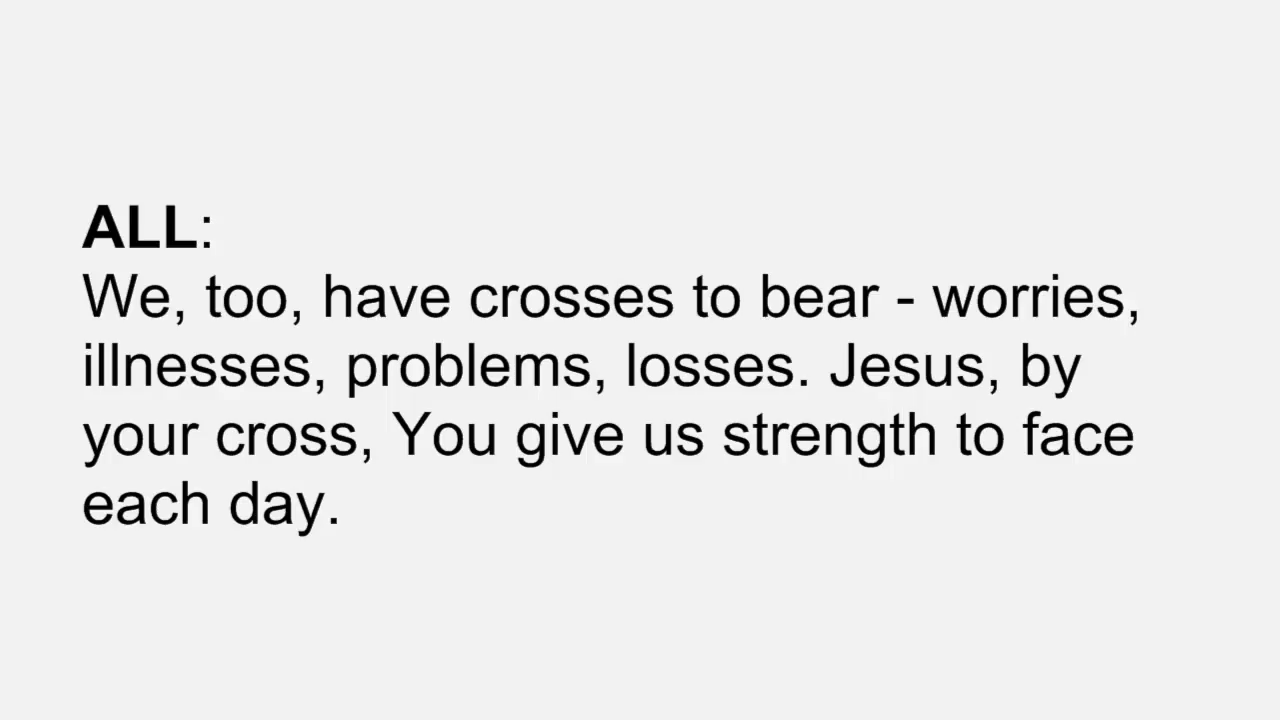 ALL:
We, too, have crosses to bear - worries,
illnesses, problems, losses. Jesus, by
your cross, You give us strength to face
each day.